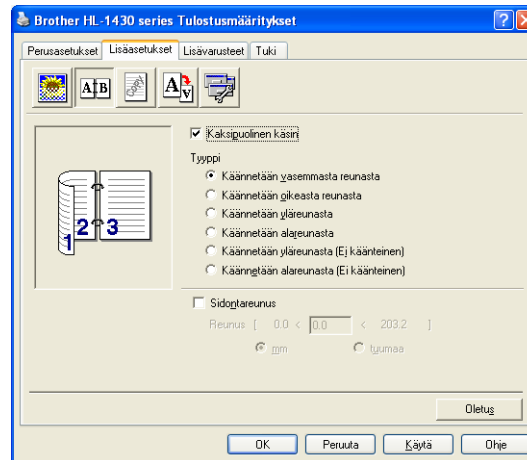 Brother HL-1430 series Tulostusmääritykset
Perusasetukset Lisäasetukset Lisävarusteet Tuki
A B copy A A
Kaksipuolinen käsin
Tyyppi
Käännetään vasemmasta reunasta
Käännetään oikeasta reunasta
Käännetään yläreunasta
Käännetään alareunasta
Käännetään yläreunasta (Ei käänteinen)
Käännetään alareunasta (Ei käänteinen)
1 2 3
Sidontareunus
Reunus [ 0.0 < 0.0 < 203.2 ]
mm tuumaa
Oletus
OK Peruuta Käytä Ohje